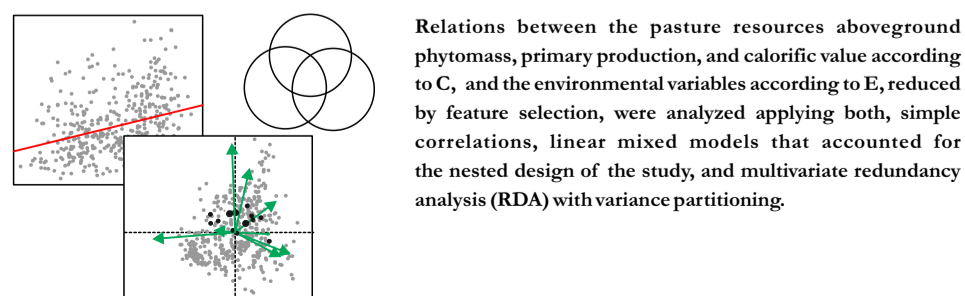 Relations between the pasture resources aboveground
phytomass, primary production, and calorific value according
to C, and the environmental variables according to E, reduced
by feature selection, were analyzed applying both, simple
correlations, linear mixed models that accounted for
the nested design of the study, and multivariate redundancy
analysis (RDA) with variance partitioning.